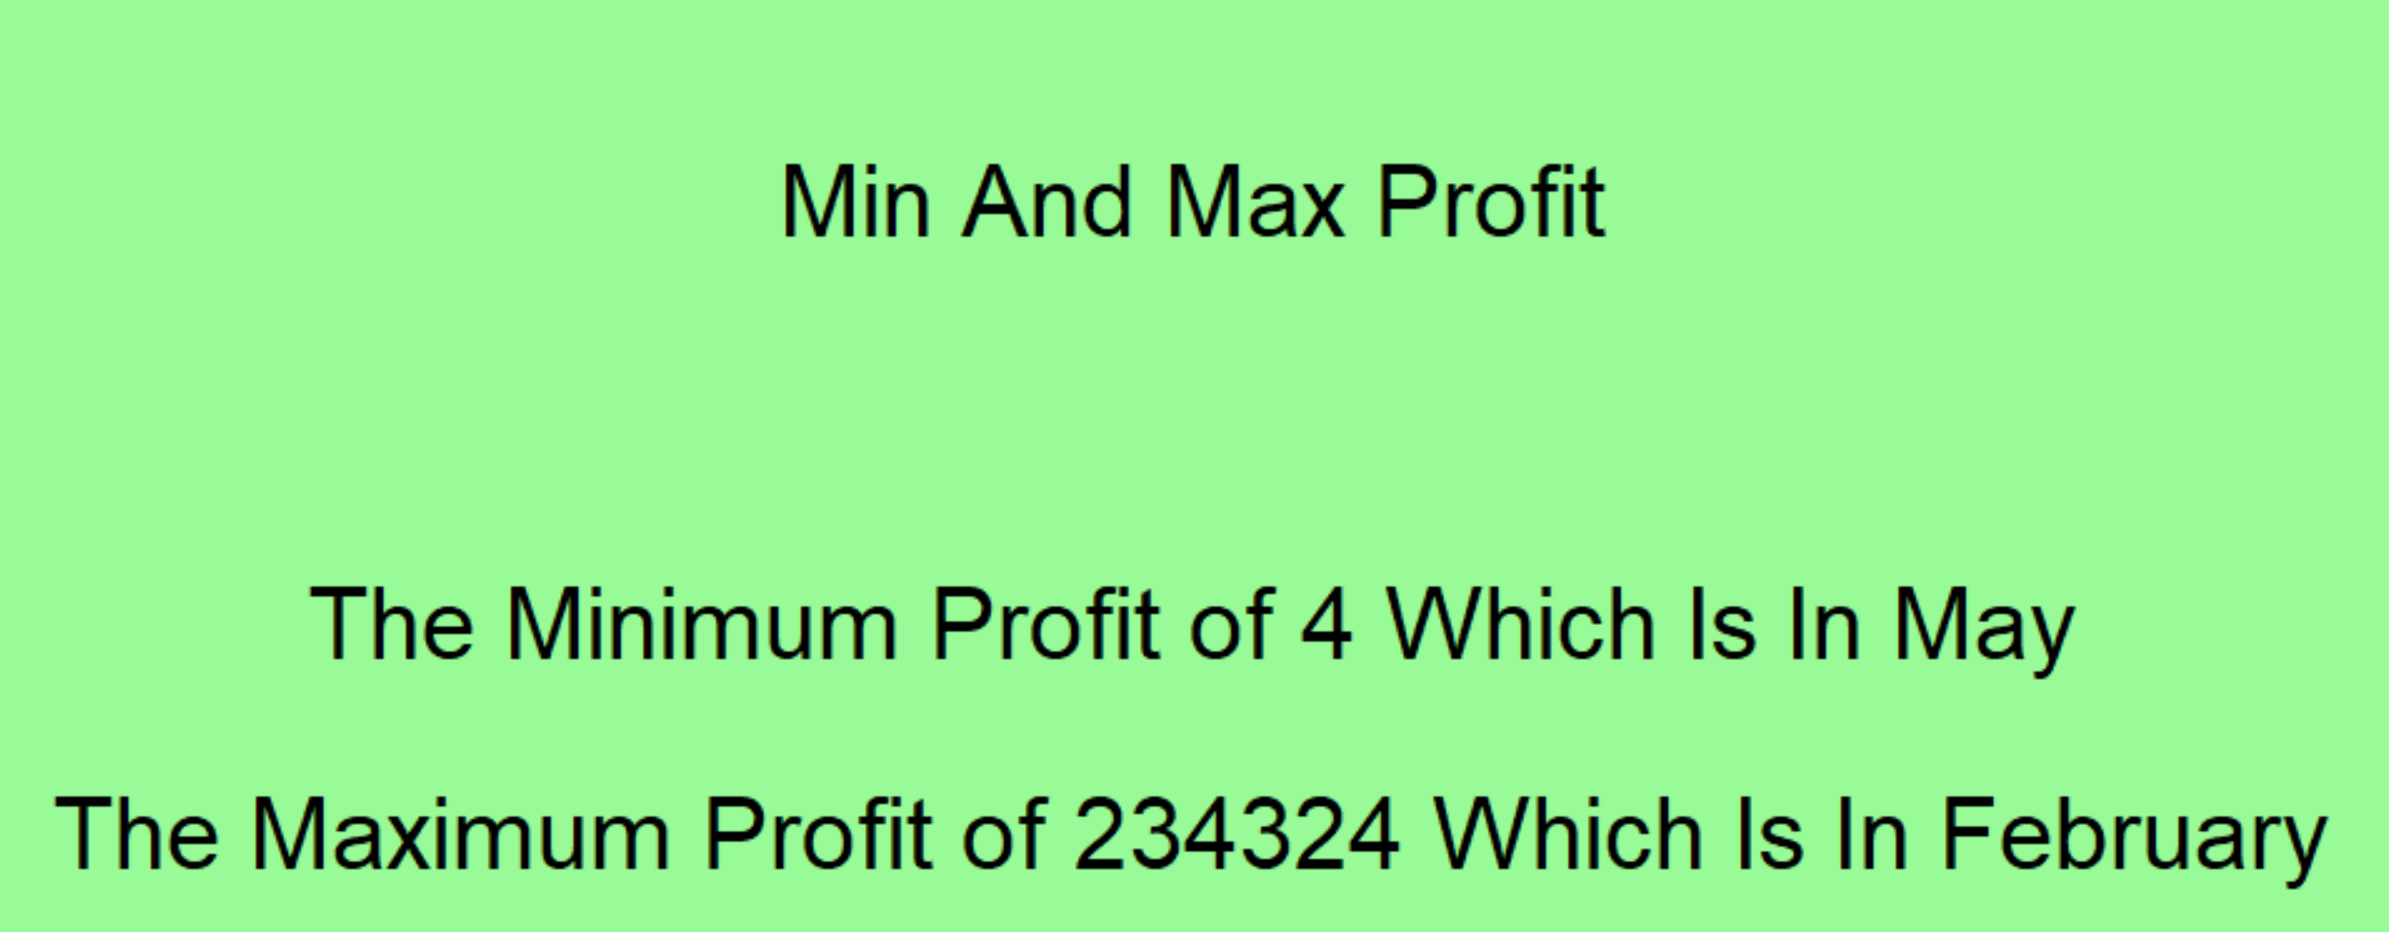 Min And Max Profit
The Minimum Profit of 4 Which Is In May
The Maximum Profit of 234324 Which Is In February